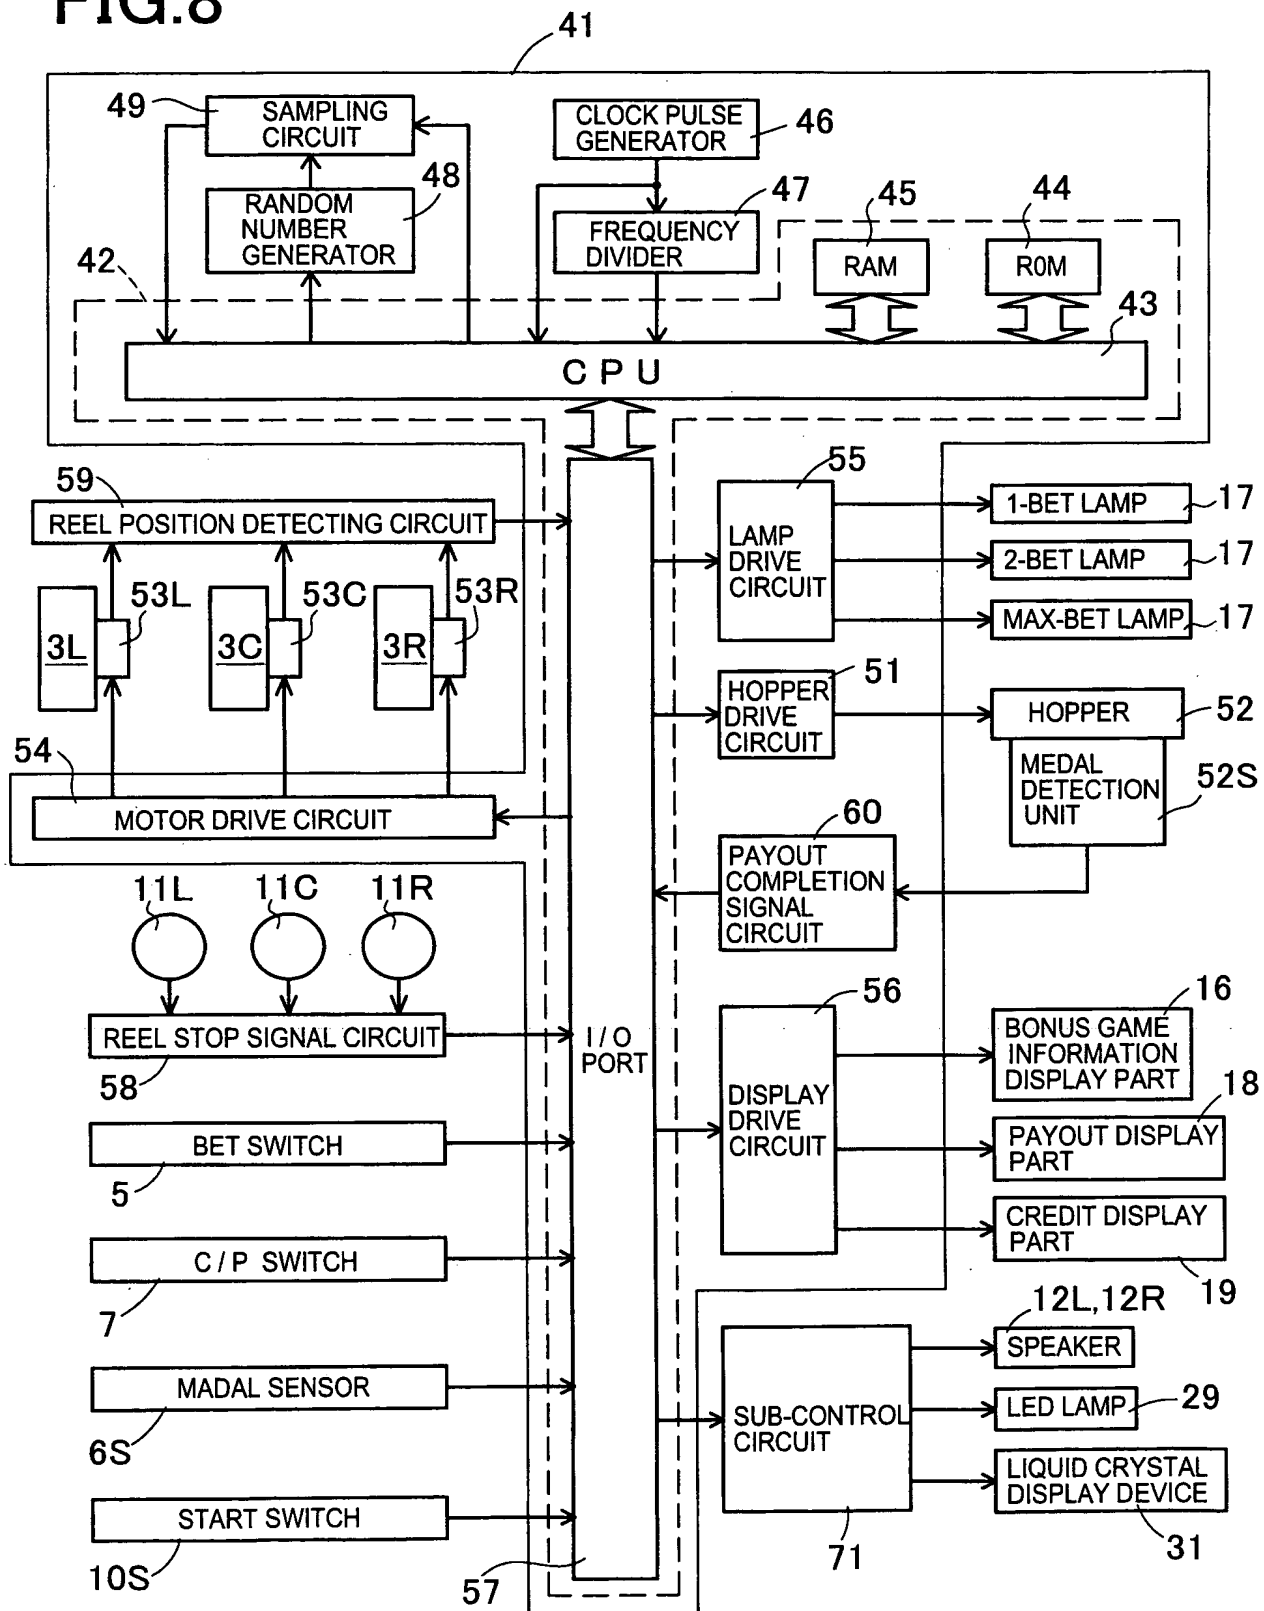 FIG.8
41
49
SAMPLING
CIRCUIT
CLOCK PULSE
GENERATOR
46
48
RANDOM
NUMBER
GENERATOR
47
FREQUENCY
DIVIDER
45
RAM
44
R0M
42
43
CPU
59
REEL POSITION DETECTING CIRCUIT
53L
53C
53R
3L
3C
3R
54
MOTOR DRIVE CIRCUIT
11L
11C
11R
REEL STOP SIGNAL CIRCUIT
58
BET SWITCH
5
C / P SWITCH
7
MADAL SENSOR
6S
START SWITCH
10S
I / O
PORT
57
55
LAMP
DRIVE
CIRCUIT
1-BET LAMP
17
2-BET LAMP
17
MAX-BET LAMP
17
51
HOPPER
DRIVE
CIRCUIT
HOPPER
52
MEDAL
DETECTION
UNIT
52S
60
PAYOUT
COMPLETION
SIGNAL
CIRCUIT
56
DISPLAY
DRIVE
CIRCUIT
16
BONUS GAME
INFORMATION
DISPLAY PART
18
PAYOUT DISPLAY
PART
CREDIT DISPLAY
PART
19
12L,12R
SPEAKER
SUB-CONTROL
CIRCUIT
71
LED LAMP
29
LIQUID CRYSTAL
DISPLAY DEVICE
31